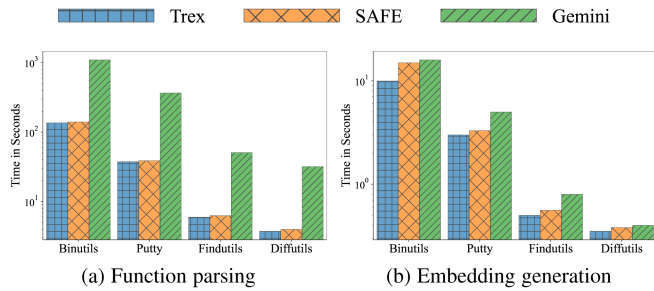 Trex SAFE Gemini
Time in Seconds
10³
10²
10¹
Binutils Putty Findutils Diffutils
(a) Function parsing
Time in Seconds
10¹
10⁰
Binutils Putty Findutils Diffutils
(b) Embedding generation